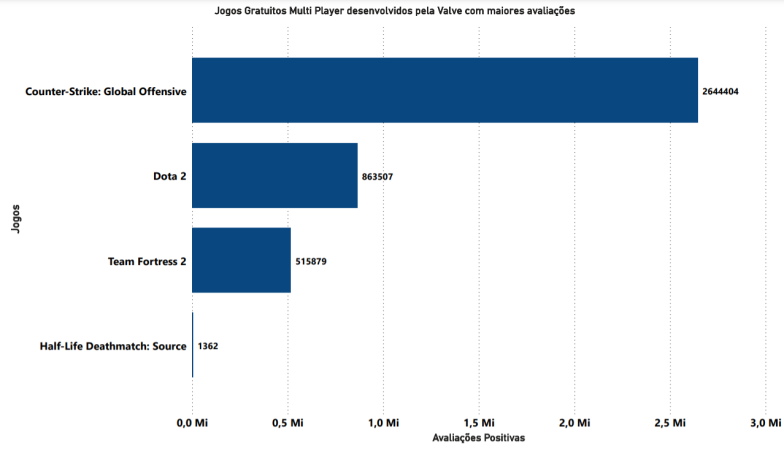 Jogos Gratuitos Multi Player desenvolvidos pela Valve com maiores avaliações
Jogos
Counter-Strike: Global Offensive
2644404
Dota 2
863507
Team Fortress 2
515879
Half-Life Deathmatch: Source
1362
0,0 Mi 0,5 Mi 1,0 Mi 1,5 Mi 2,0 Mi 2,5 Mi 3,0 Mi
Avaliações Positivas